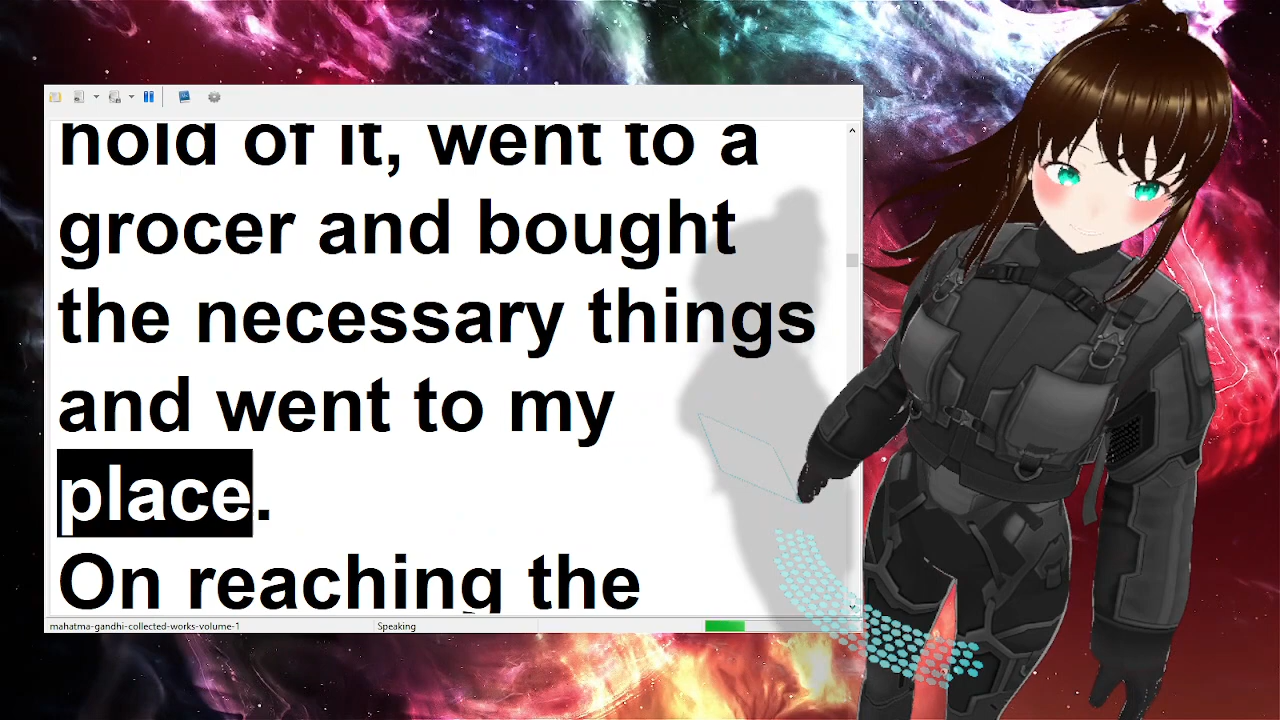 hold of it, went to a
grocer and bought
the necessary things
and went to my
place.
On reaching the
mahatma-gandhi-collected-works-volume-1
Speaking